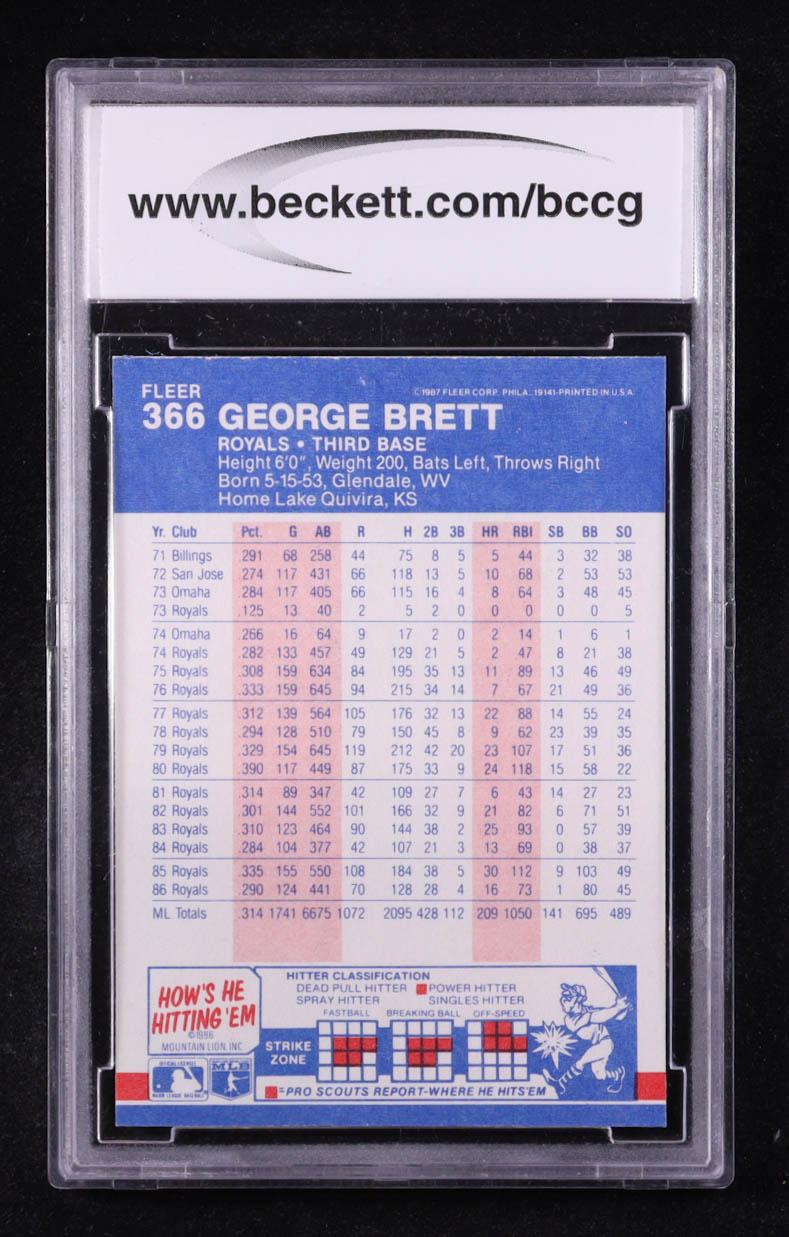 www.beckett.com/bccg
FLEER
©1987 FLEER CORP. PHILA., 19141-PRINTED IN U.S.A.
366 GEORGE BRETT
ROYALS • THIRD BASE
Height 6'0", Weight 200, Bats Left, Throws Right
Born 5-15-53, Glendale, WV
Home Lake Quivira, KS
Yr. Club Pct. G AB R H 2B 3B HR RBI SB BB SO
71 Billings .291 68 258 44 75 8 5 5 44 3 32 38
72 San Jose .274 117 431 66 118 13 5 10 68 2 53 53
73 Omaha .284 117 405 66 115 16 4 8 64 3 48 45
73 Royals .125 13 40 2 5 2 0 0 0 0 0 5
74 Omaha .266 16 64 9 17 2 0 2 14 1 6 1
74 Royals .282 133 457 49 129 21 5 2 47 8 21 38
75 Royals .308 159 634 84 195 35 13 11 89 13 46 49
76 Royals .333 159 645 94 215 34 14 7 67 21 49 36
77 Royals .312 139 564 105 176 32 13 22 88 14 55 24
78 Royals .294 128 510 79 150 45 8 9 62 23 39 35
79 Royals .329 154 645 119 212 42 20 23 107 17 51 36
80 Royals .390 117 449 87 175 33 9 24 118 15 58 22
81 Royals .314 89 347 42 109 27 7 6 43 14 27 23
82 Royals .301 144 552 101 166 32 9 21 82 6 71 51
83 Royals .310 123 464 90 144 38 2 25 93 0 57 39
84 Royals .284 104 377 42 107 21 3 13 69 0 38 37
85 Royals .335 155 550 108 184 38 5 30 112 9 103 49
86 Royals .290 124 441 70 128 28 4 16 73 1 80 45
ML Totals .314 1741 6675 1072 2095 428 112 209 1050 141 695 489
HOW'S HE
HITTING 'EM
©1986
MOUNTAIN LION, INC
HITTER CLASSIFICATION
DEAD PULL HITTER POWER HITTER
SPRAY HITTER SINGLES HITTER
FASTBALL BREAKING BALL OFF-SPEED
STRIKE
ZONE
=PRO SCOUTS REPORT-WHERE HE HITS'EM
OFFICIAL LICENSEE
MAJOR LEAGUE BASEBALL
MLB